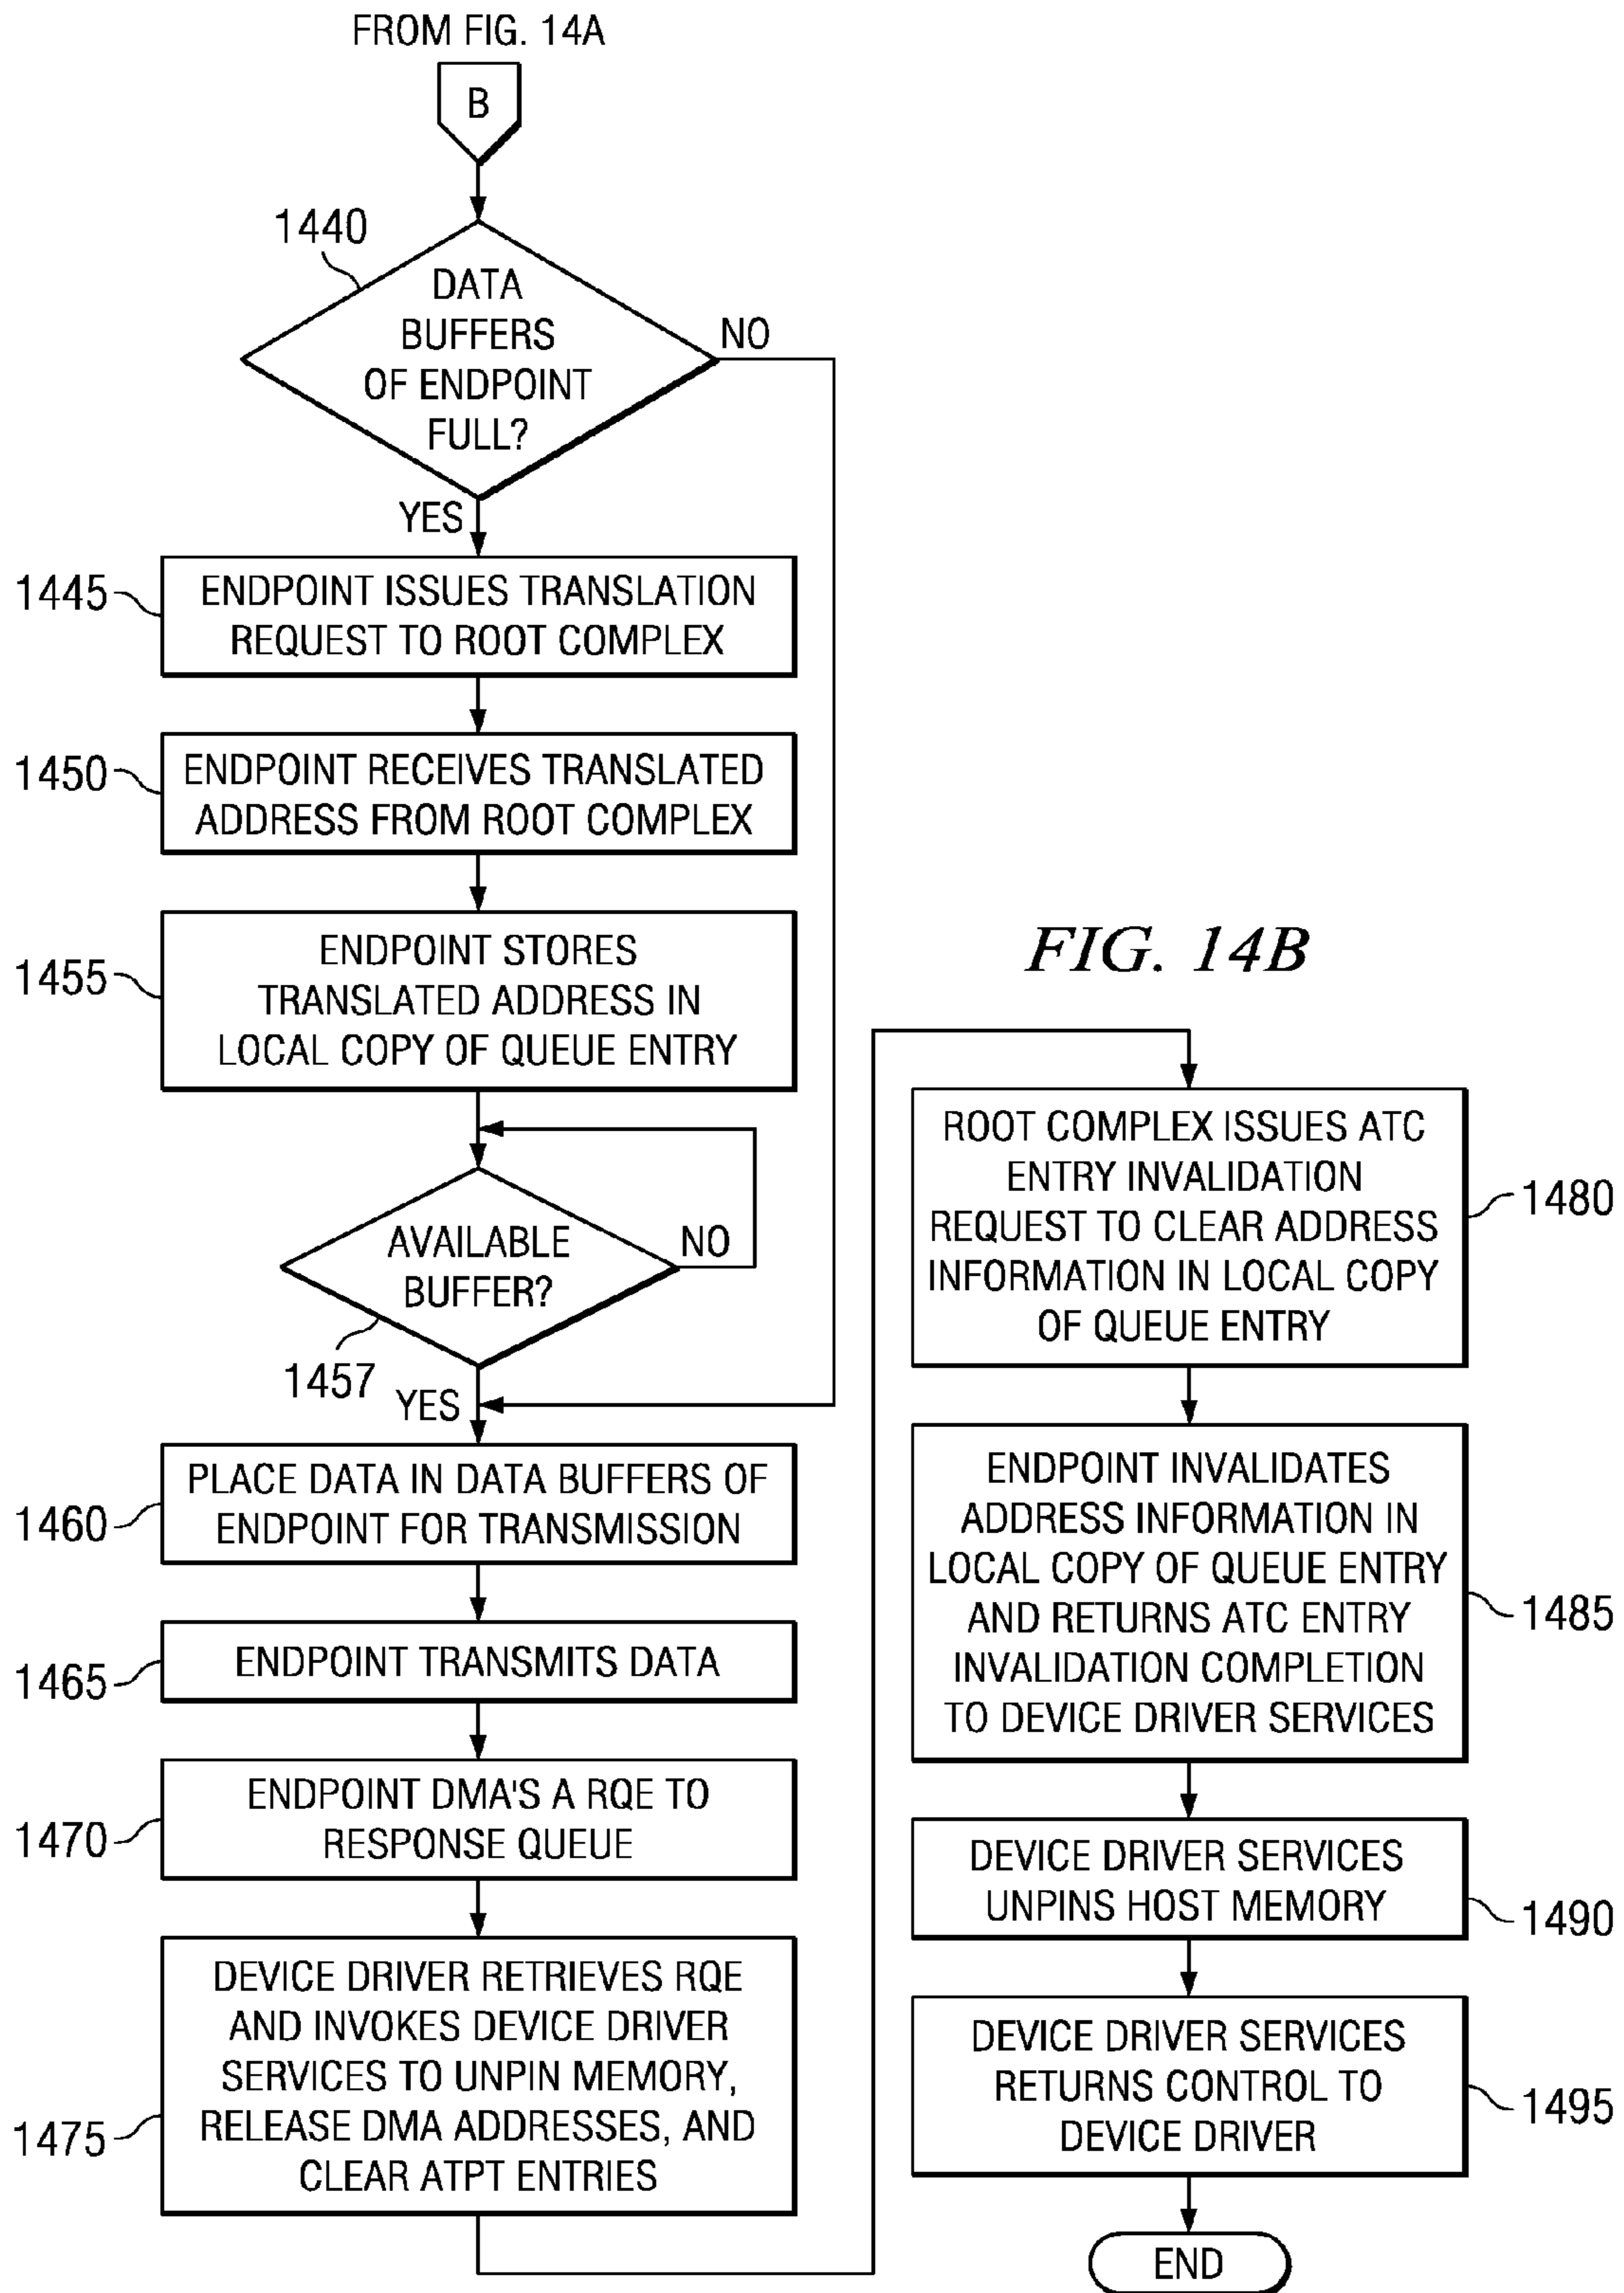 FROM FIG. 14A
B
1440
DATA
BUFFERS
OF ENDPOINT
FULL?
NO
YES
1445
ENDPOINT ISSUES TRANSLATION
REQUEST TO ROOT COMPLEX
1450
ENDPOINT RECEIVES TRANSLATED
ADDRESS FROM ROOT COMPLEX
1455
ENDPOINT STORES
TRANSLATED ADDRESS IN
LOCAL COPY OF QUEUE ENTRY
AVAILABLE
BUFFER?
NO
1457
YES
1460
PLACE DATA IN DATA BUFFERS OF
ENDPOINT FOR TRANSMISSION
1465
ENDPOINT TRANSMITS DATA
1470
ENDPOINT DMA'S A RQE TO
RESPONSE QUEUE
1475
DEVICE DRIVER RETRIEVES RQE
AND INVOKES DEVICE DRIVER
SERVICES TO UNPIN MEMORY,
RELEASE DMA ADDRESSES, AND
CLEAR ATPT ENTRIES
FIG. 14B
ROOT COMPLEX ISSUES ATC
ENTRY INVALIDATION
REQUEST TO CLEAR ADDRESS
INFORMATION IN LOCAL COPY
OF QUEUE ENTRY
1480
ENDPOINT INVALIDATES
ADDRESS INFORMATION IN
LOCAL COPY OF QUEUE ENTRY
AND RETURNS ATC ENTRY
INVALIDATION COMPLETION
TO DEVICE DRIVER SERVICES
1485
DEVICE DRIVER SERVICES
UNPINS HOST MEMORY
1490
DEVICE DRIVER SERVICES
RETURNS CONTROL TO
DEVICE DRIVER
1495
END